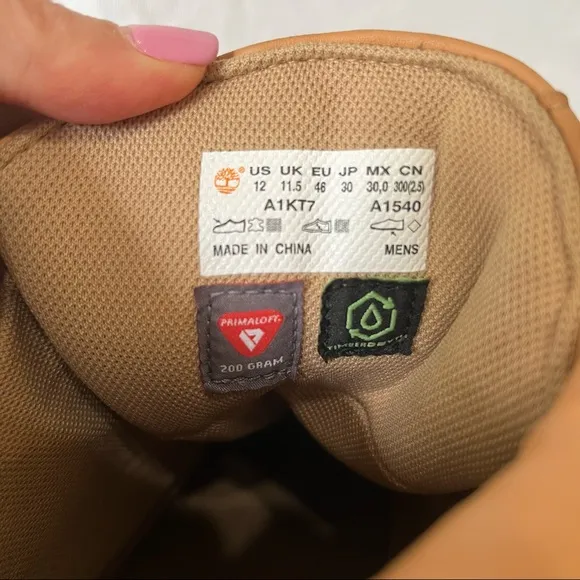 US UK EU JP MX CN
12 11.5 46 30 30,0 300(2.5)
A1KT7 A1540
MADE IN CHINA MENS
PRIMALOFT.
200 GRAM